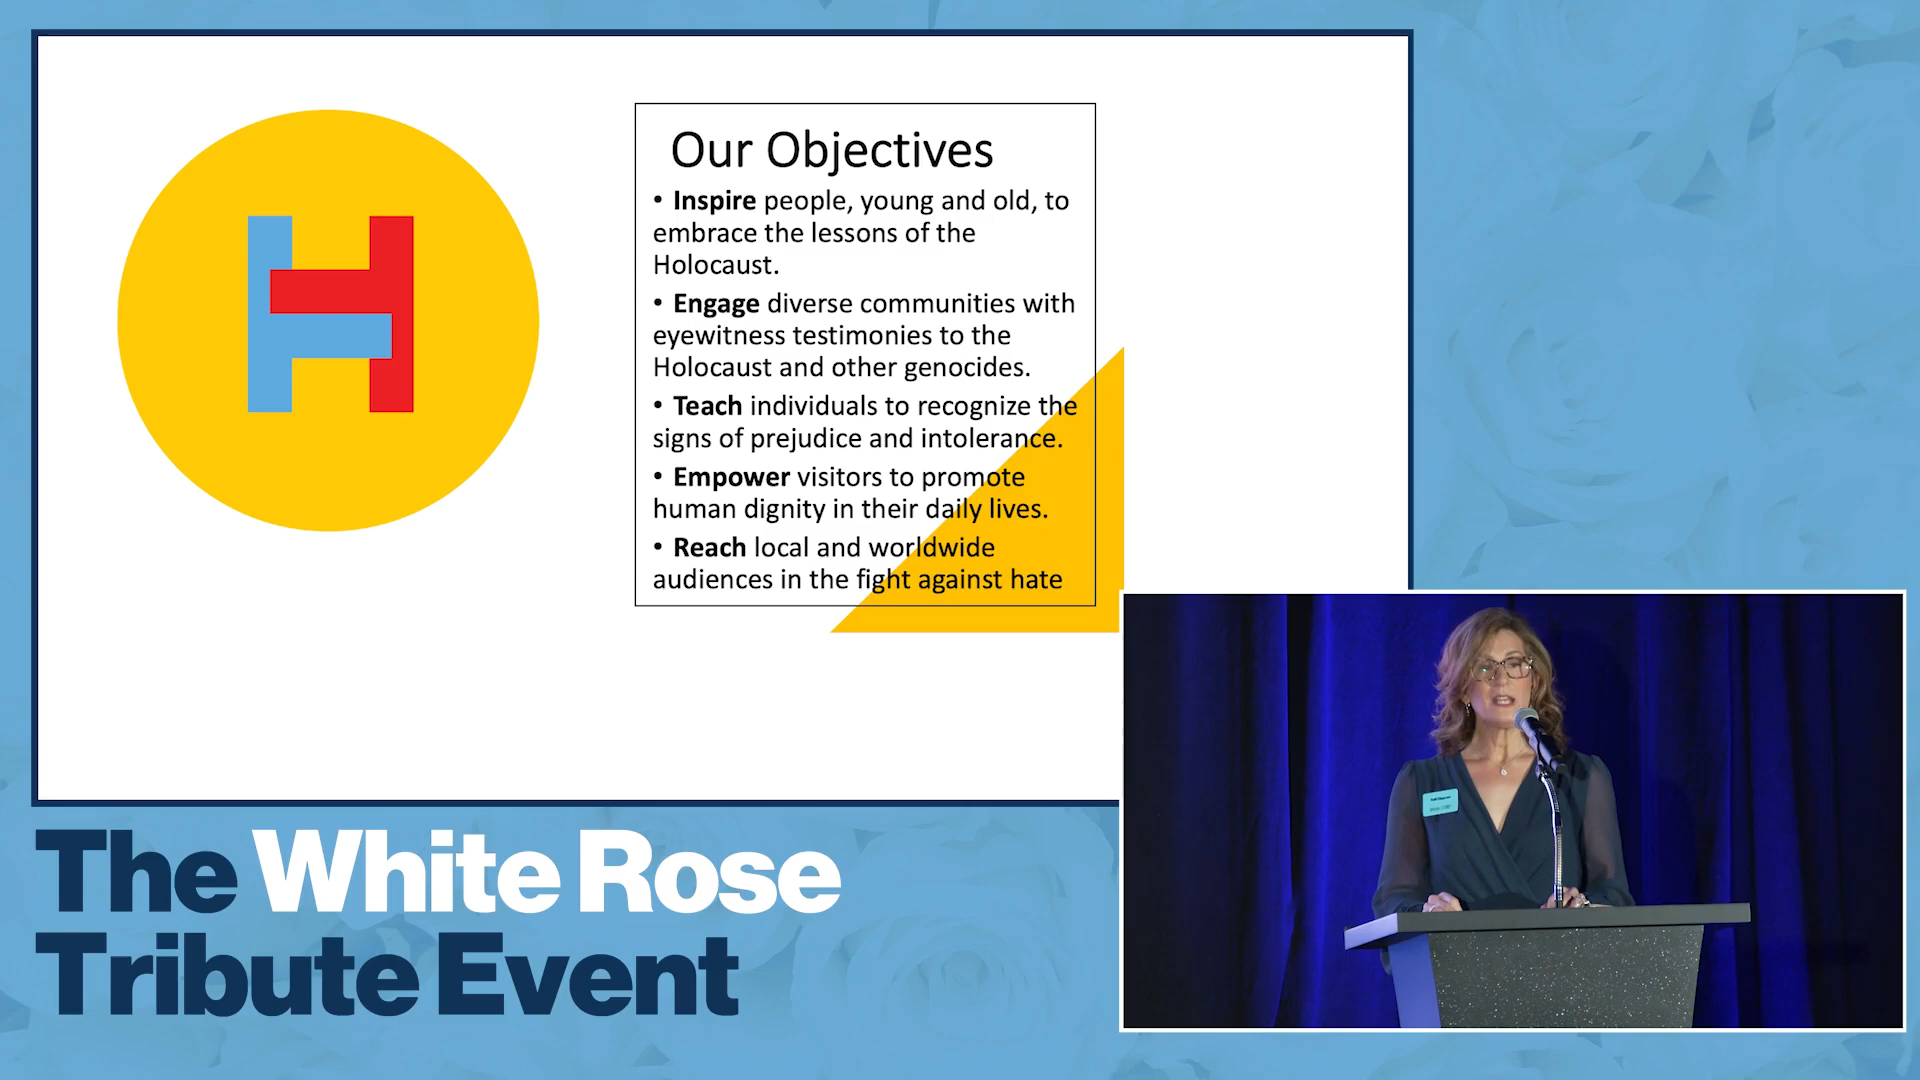 Our Objectives
• Inspire people, young and old, to
embrace the lessons of the
Holocaust.
• Engage diverse communities with
eyewitness testimonies to the
Holocaust and other genocides.
• Teach individuals to recognize the
signs of prejudice and intolerance.
• Empower visitors to promote
human dignity in their daily lives.
• Reach local and worldwide
audiences in the fight against hate
The White Rose
Tribute Event